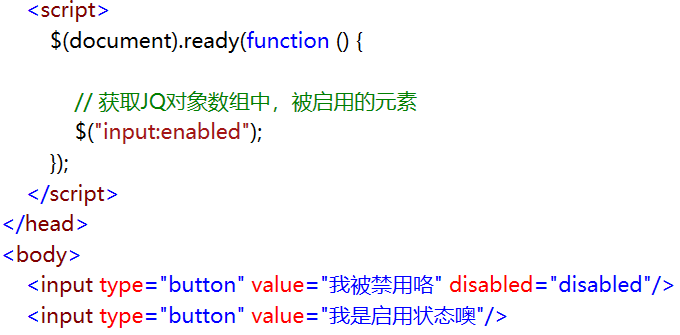 <script>
$(document).ready(function () {
// 获取JQ对象数组中，被启用的元素
$("input:enabled");
});
</script>
</head>
<body>
<input type="button" value="我被禁用咯" disabled="disabled"/>
<input type="button" value="我是启用状态噢"/>